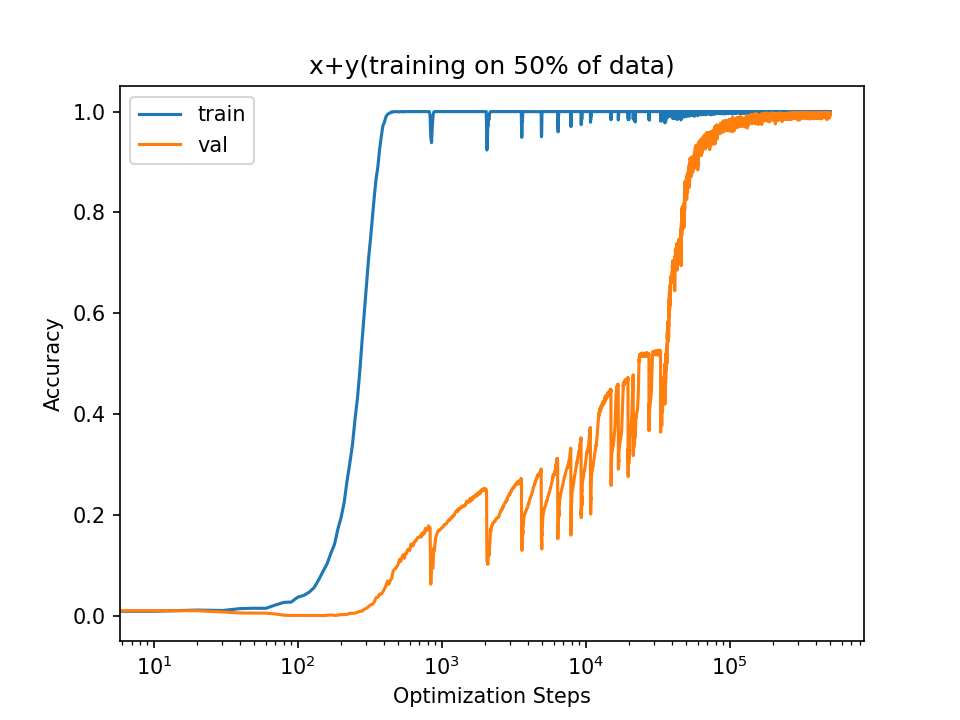 x+y(training on 50% of data)
train
val
Accuracy
1.0
0.8
0.6
0.4
0.2
0.0
10¹ 10² 10³ 10⁴ 10⁵
Optimization Steps